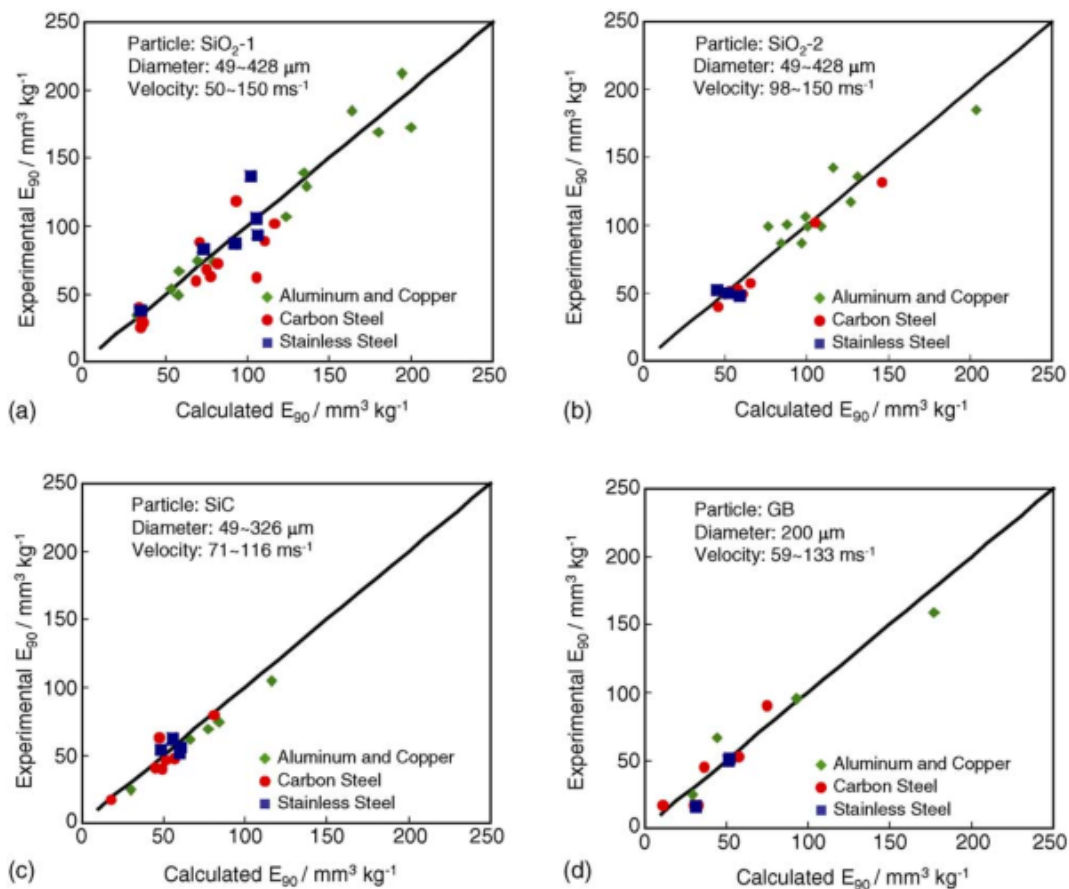 250
200
150
100
50
0
0 50 100 150 200 250
Experimental E₉₀ / mm³ kg⁻¹
Calculated E₉₀ / mm³ kg⁻¹
Particle: SiO₂-1
Diameter: 49~428 μm
Velocity: 50~150 ms⁻¹
Aluminum and Copper
Carbon Steel
Stainless Steel
(a)
250
200
150
100
50
0
0 50 100 150 200 250
Experimental E₉₀ / mm³ kg⁻¹
Calculated E₉₀ / mm³ kg⁻¹
Particle: SiO₂-2
Diameter: 49~428 μm
Velocity: 98~150 ms⁻¹
Aluminum and Copper
Carbon Steel
Stainless Steel
(b)
250
200
150
100
50
0
0 50 100 150 200 250
Experimental E₉₀ / mm³ kg⁻¹
Calculated E₉₀ / mm³ kg⁻¹
Particle: SiC
Diameter: 49~326 μm
Velocity: 71~116 ms⁻¹
Aluminum and Copper
Carbon Steel
Stainless Steel
(c)
250
200
150
100
50
0
0 50 100 150 200 250
Experimental E₉₀ / mm³ kg⁻¹
Calculated E₉₀ / mm³ kg⁻¹
Particle: GB
Diameter: 200 μm
Velocity: 59~133 ms⁻¹
Aluminum and Copper
Carbon Steel
Stainless Steel
(d)